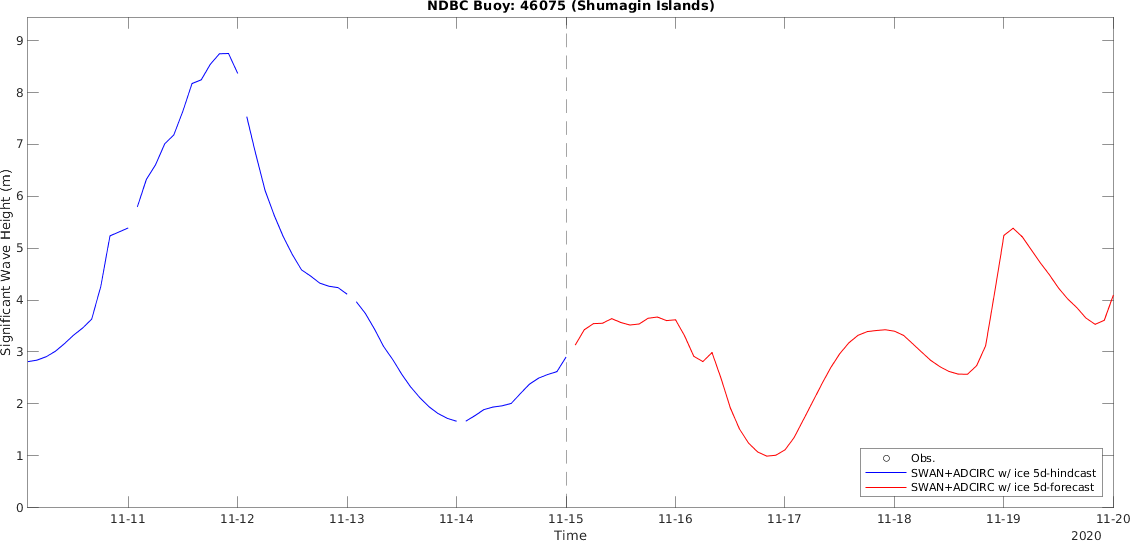 NDBC Buoy: 46075 (Shumagin Islands)
9
8
7
6
5
4
3
2
1
0
Significant Wave Height (m)
Obs.
SWAN+ADCIRC w/ ice 5d-hindcast
SWAN+ADCIRC w/ ice 5d-forecast
11-11 11-12 11-13 11-14 11-15 11-16 11-17 11-18 11-19 11-20
Time
2020